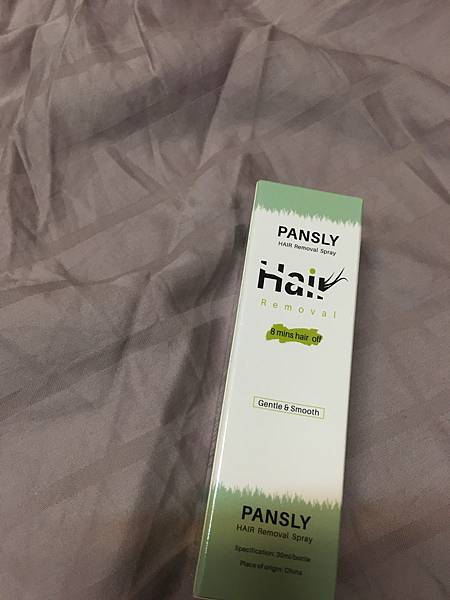 PANSLY
HAIR Removal Spray
Hair
Removal
8 mins hair off
Gentle & Smooth
PANSLY
HAIR Removal Spray
Specification: 30ml/bottle
Place of origin: China